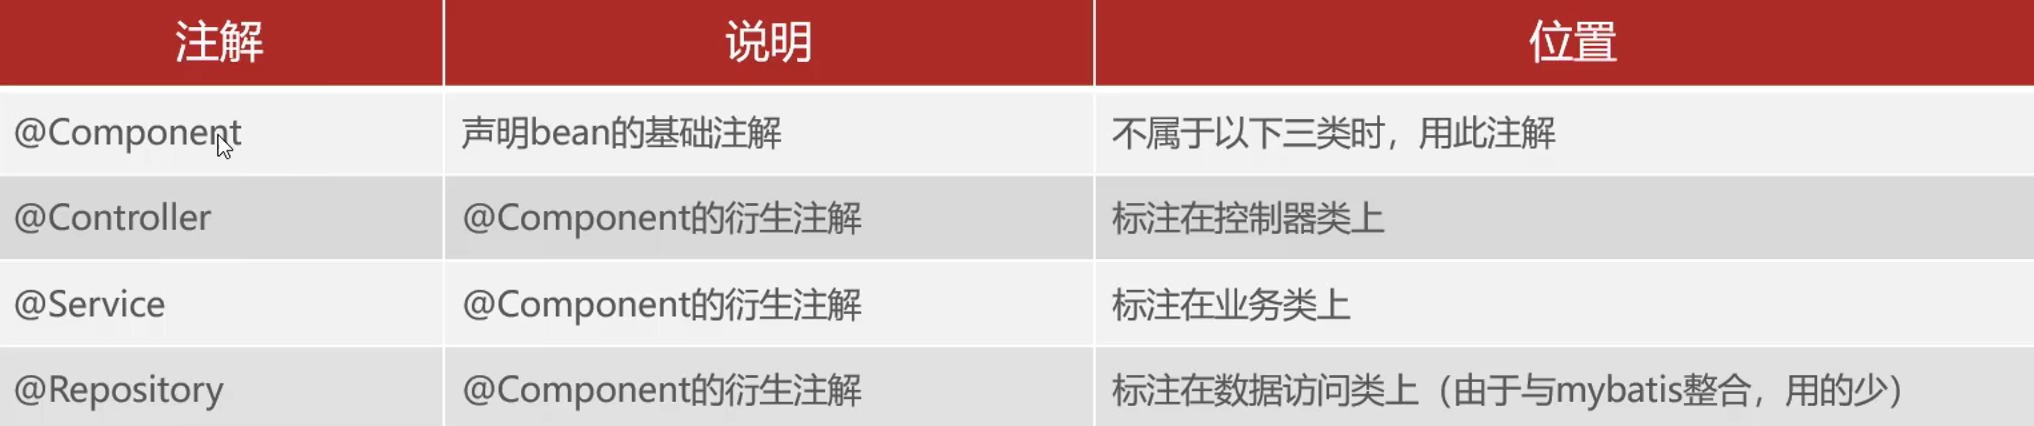 注解 说明 位置
@Component 声明bean的基础注解 不属于以下三类时，用此注解
@Controller @Component的衍生注解 标注在控制器类上
@Service @Component的衍生注解 标注在业务类上
@Repository @Component的衍生注解 标注在数据访问类上（由于与mybatis整合，用的少）